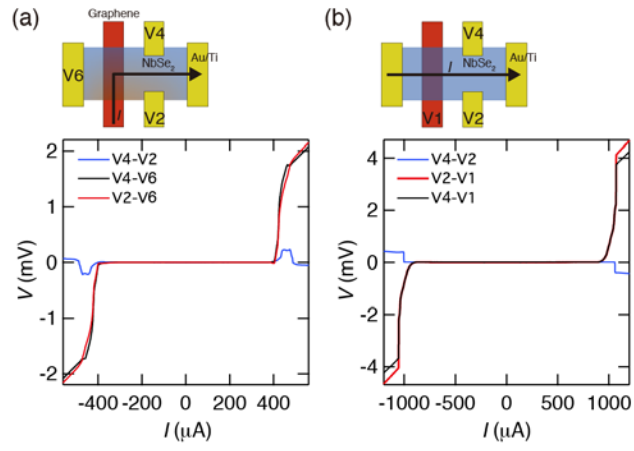 (a)
Graphene
V4
V6
NbSe2
Au/Ti
I
V2
V4-V2
V4-V6
V2-V6
2
1
0
-1
-2
V (mV)
-400
-200
0
200
400
I (μA)
(b)
V4
NbSe2
Au/Ti
I
V1
V2
V4-V2
V2-V1
V4-V1
4
2
0
-2
-4
V (mV)
-1000
-500
0
500
1000
I (μA)